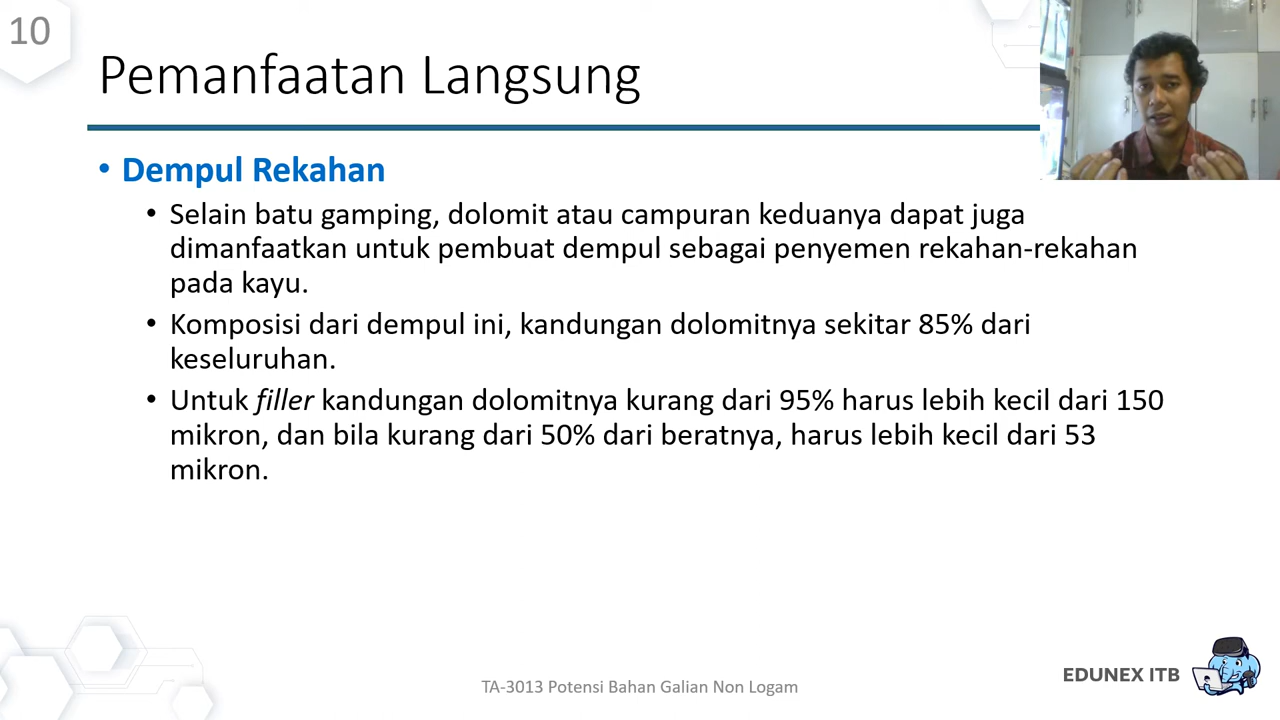 10
Pemanfaatan Langsung
• Dempul Rekahan
• Selain batu gamping, dolomit atau campuran keduanya dapat juga
dimanfaatkan untuk pembuat dempul sebagai penyemen rekahan-rekahan
pada kayu.
• Komposisi dari dempul ini, kandungan dolomitnya sekitar 85% dari
keseluruhan.
• Untuk filler kandungan dolomitnya kurang dari 95% harus lebih kecil dari 150
mikron, dan bila kurang dari 50% dari beratnya, harus lebih kecil dari 53
mikron.
TA-3013 Potensi Bahan Galian Non Logam
EDUNEX ITB